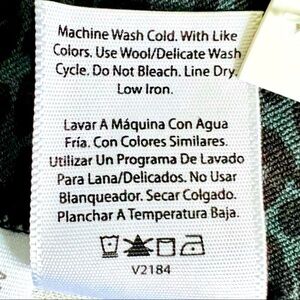 Machine Wash Cold. With Like
Colors. Use Wool/Delicate Wash
Cycle. Do Not Bleach. Line Dry.
Low Iron.
Lavar A Máquina Con Agua
Fría. Con Colores Similares.
Utilizar Un Programa De Lavado
Para Lana/Delicados. No Usar
Blanqueador. Secar Colgado.
Planchar A Temperatura Baja.
V2184